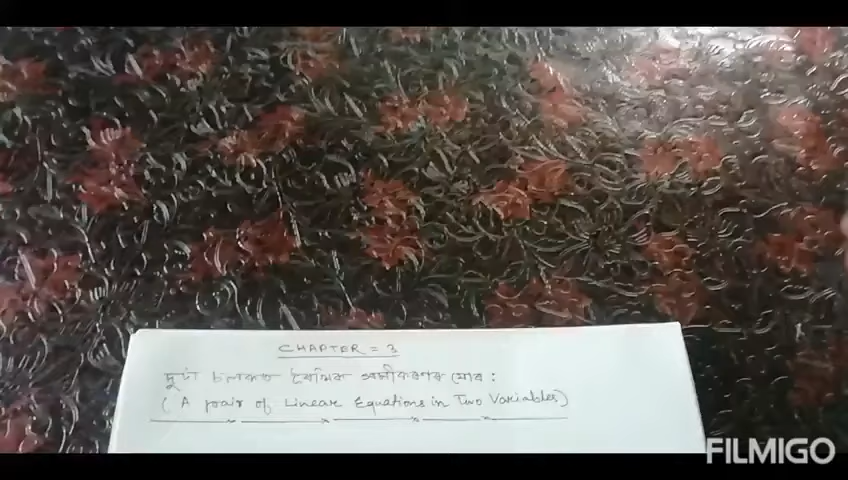 CHAPTER = 3
দুটা চলকত ৰৈখিক সমীকৰণৰ যোৰ :
( A pair of Linear Equations in Two Variables )
FILMIGO